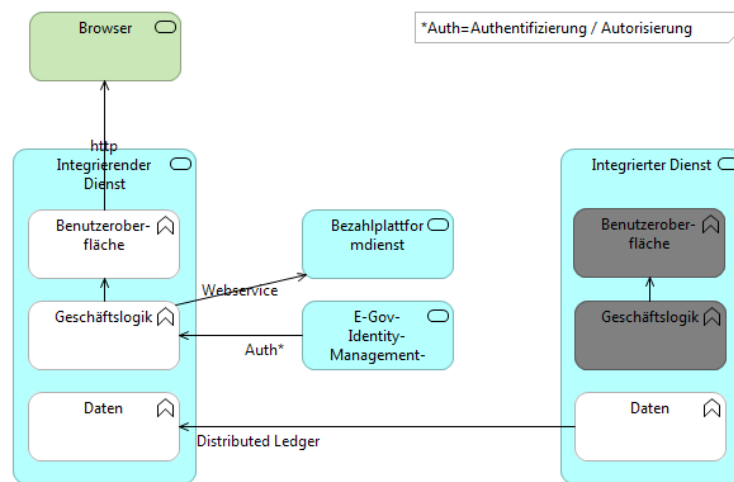 Browser
*Auth=Authentifizierung / Autorisierung
http
Integrierender
Dienst
Integrierter Dienst
Benutzerober-
fläche
Bezahlplattfor
mdienst
Benutzerober-
fläche
Webservice
Geschäftslogik
E-Gov-
Identity-
Management-
Geschäftslogik
Auth*
Daten
Daten
Distributed Ledger